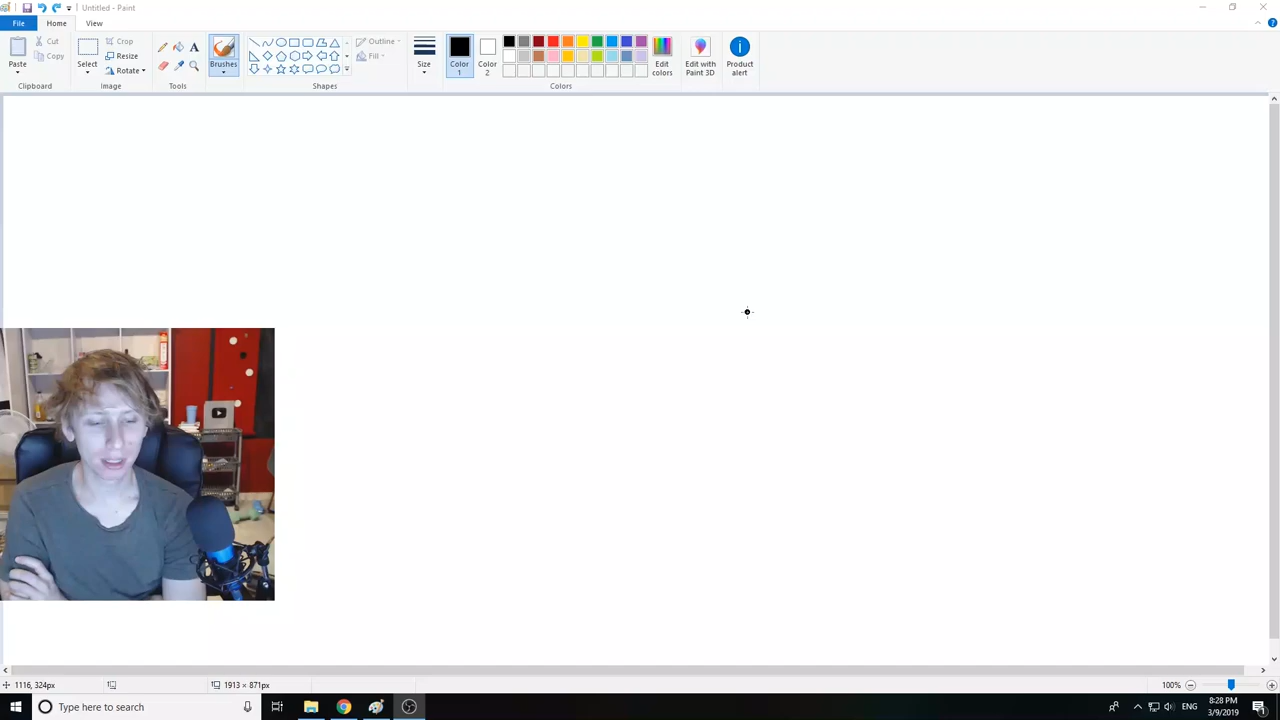 Untitled - Paint
File Home View
Paste
Cut
Copy
Clipboard
Select
Crop
Resize
Rotate
Image
A
Tools
Brushes
Outline
Fill
Shapes
Size
Color 1
Color 2
Edit colors
Colors
Edit with Paint 3D
Product alert
1116, 324px
1913 × 871px
100%
Type here to search
ENG
8:28 PM
3/9/2019